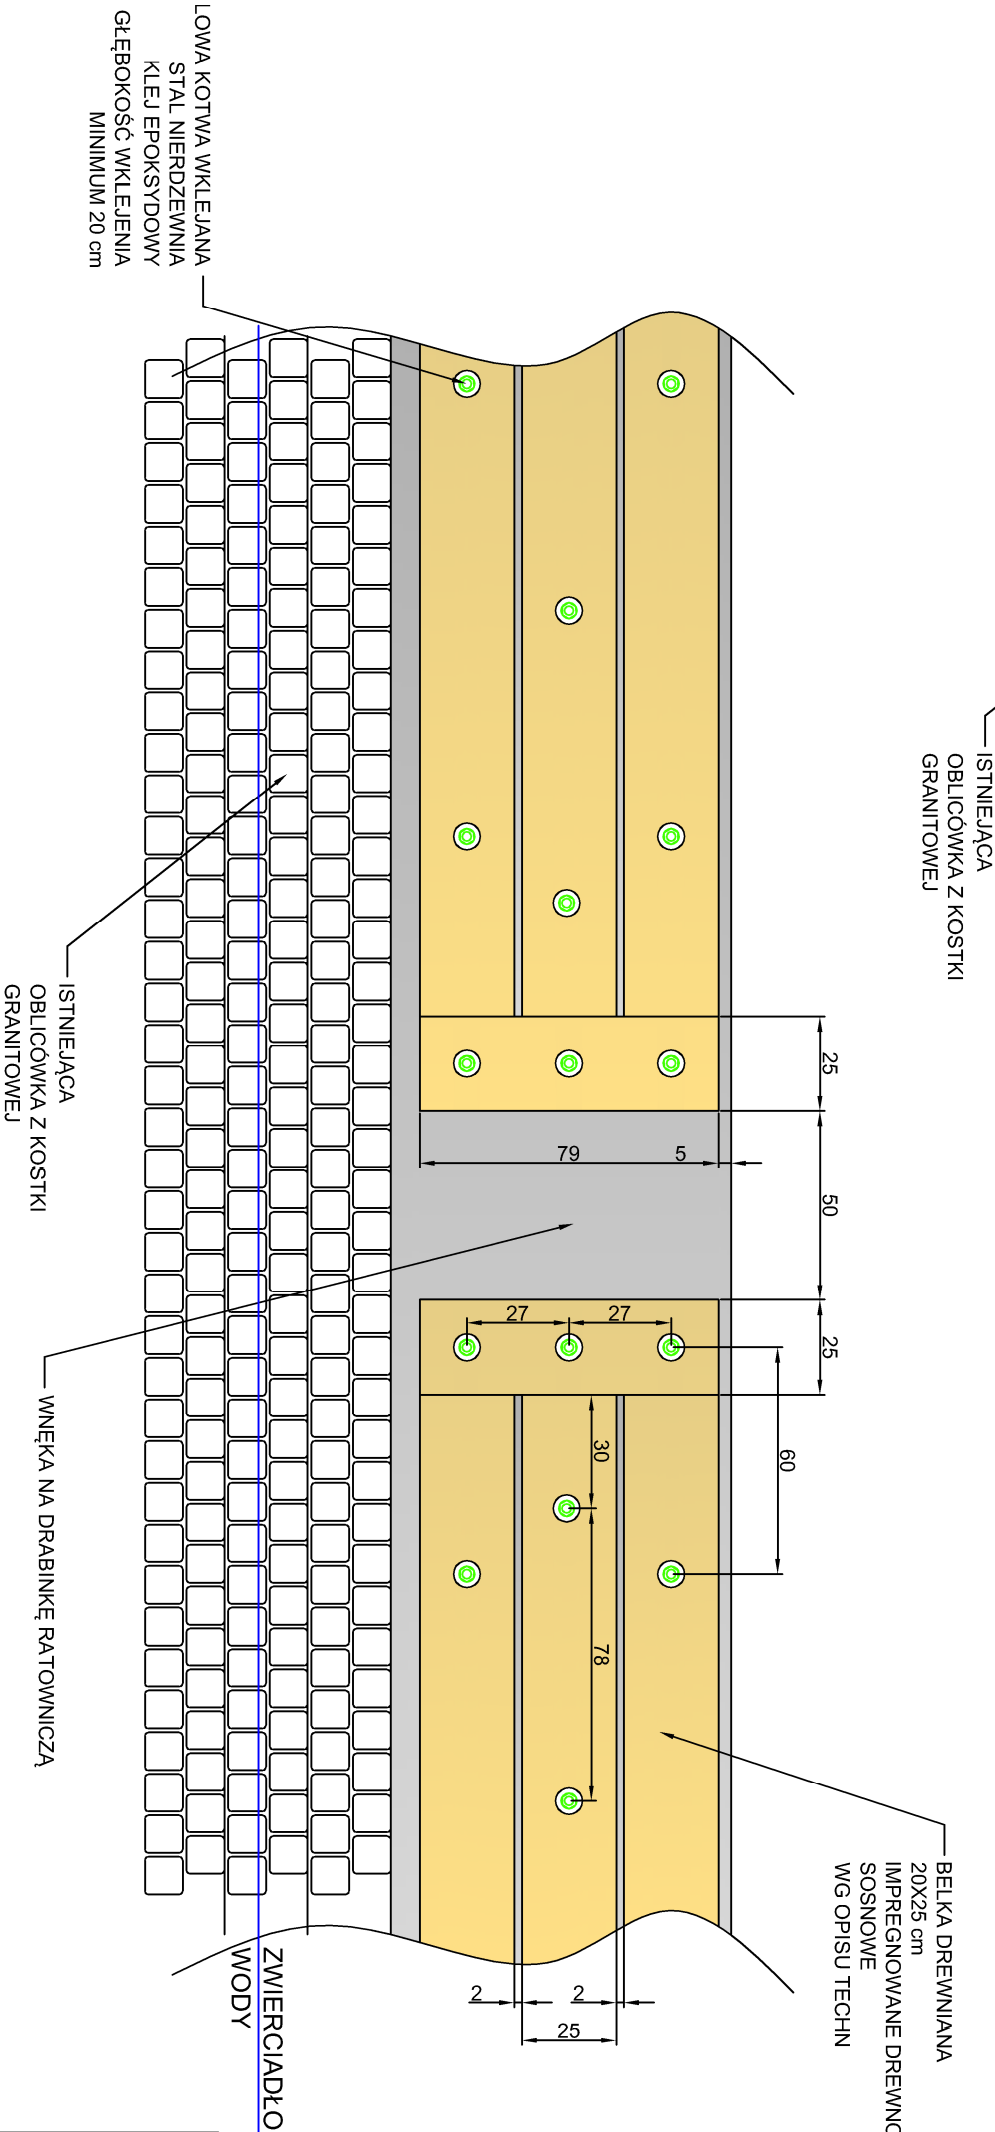 LOWA KOTWA WKLEJANA
STAL NIERDZEWNIA
KLEJ EPOKSYDOWY
GŁĘBOKOŚĆ WKLEJENIA
MINIMUM 20 cm
ISTNIEJĄCA
OBLICÓWKA Z KOSTKI
GRANITOWEJ
25
50
25
79
5
27
27
60
30
78
ISTNIEJĄCA
OBLICÓWKA Z KOSTKI
GRANITOWEJ
WNĘKA NA DRABINKĘ RATOWNICZĄ
BELKA DREWNIANA
20X25 cm
IMPREGNOWANE DREWNO
SOSNOWE
WG OPISU TECHN
2
2
25
ZWIERCIADŁO
WODY